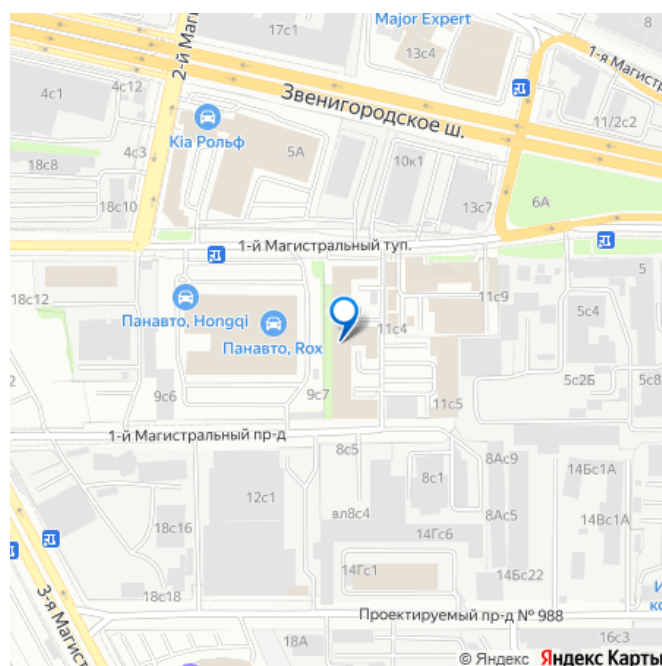 Major Expert
17с1
13с4
8
1-я Магист
2-й Маги
4с12
4с1
Звенигородское ш.
11/2с2
Kia Рольф
4с3
5А
18с8
10к1
18с10
13с7
6А
1-й Магистральный туп.
5
18с12
11с9
Панавто, Hongqi
5с4
11с4
Панавто, Rox
5с2Б
5с8
9с6
9с7
11с5
1-й Магистральный пр-д
8с5
8Ас9
8с1
14Бс1А
12с1
вл8с4
8Ас5
14Вс1А
18с16
14Гс6
14Гс1
14Бс22
18с18
И
ко
3-я Магист
Проектируемый пр-д № 988
18А
16с3
© Яндекс Яндекс Карты